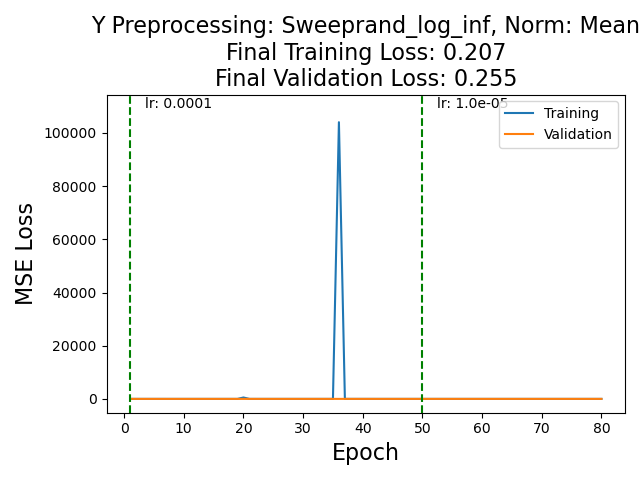 Y Preprocessing: Sweeprand_log_inf, Norm: Mean
Final Training Loss: 0.207
Final Validation Loss: 0.255
lr: 0.0001
lr: 1.0e-05
Training
Validation
MSE Loss
100000
80000
60000
40000
20000
0
0 10 20 30 40 50 60 70 80
Epoch